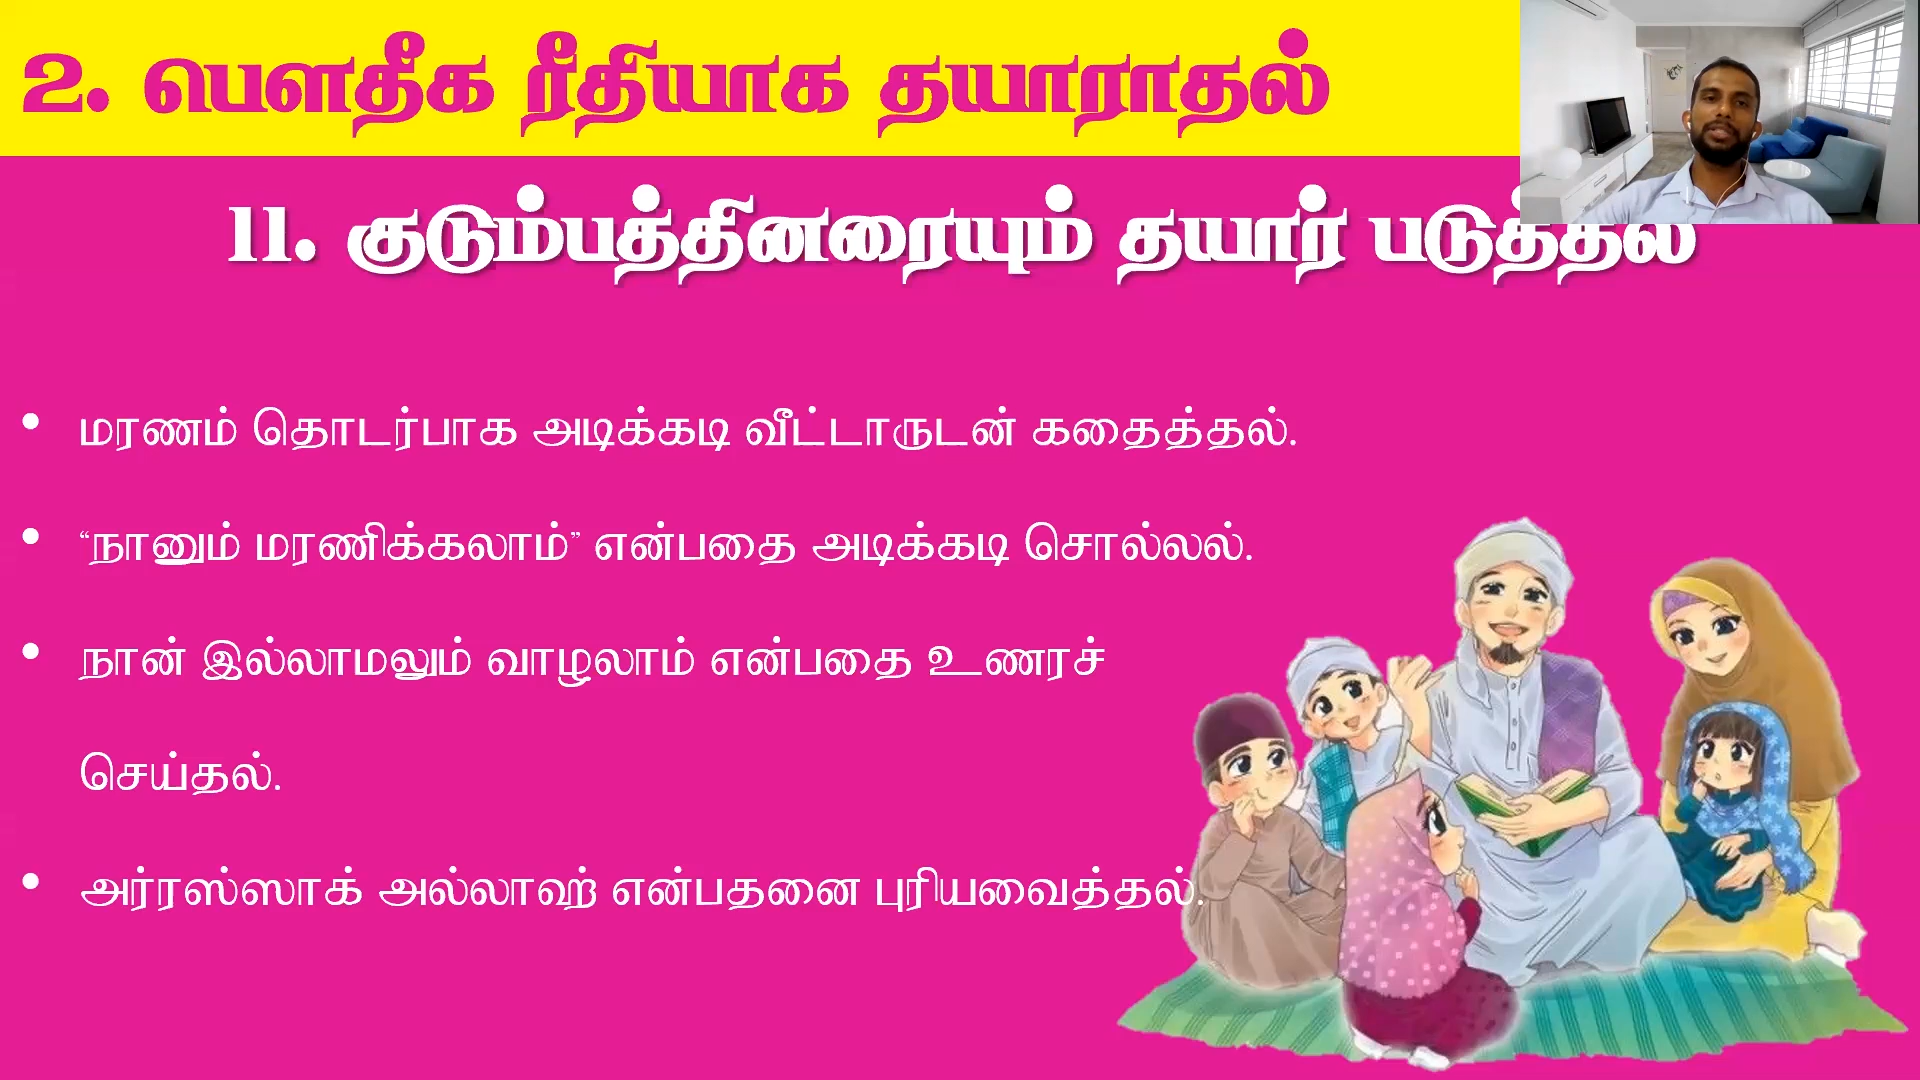 2. பௌதீக ரீதியாக தயாராதல்
11. குடும்பத்தினரையும் தயார் படுத்தல்
• மரணம் தொடர்பாக அடிக்கடி வீட்டாருடன் கதைத்தல்.
• “நானும் மரணிக்கலாம்” என்பதை அடிக்கடி சொல்லல்.
• நான் இல்லாமலும் வாழலாம் என்பதை உணரச்
செய்தல்.
• அர்ரஸ்ஸாக் அல்லாஹ் என்பதனை புரியவைத்தல்.